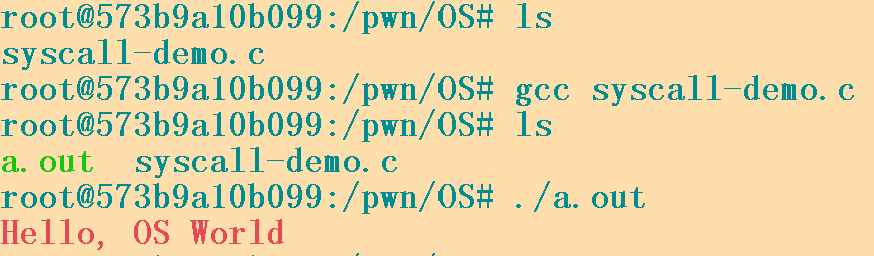 root@573b9a10b099:/pwn/OS# ls
syscall-demo.c
root@573b9a10b099:/pwn/OS# gcc syscall-demo.c
root@573b9a10b099:/pwn/OS# ls
a.out  syscall-demo.c
root@573b9a10b099:/pwn/OS# ./a.out
Hello, OS World